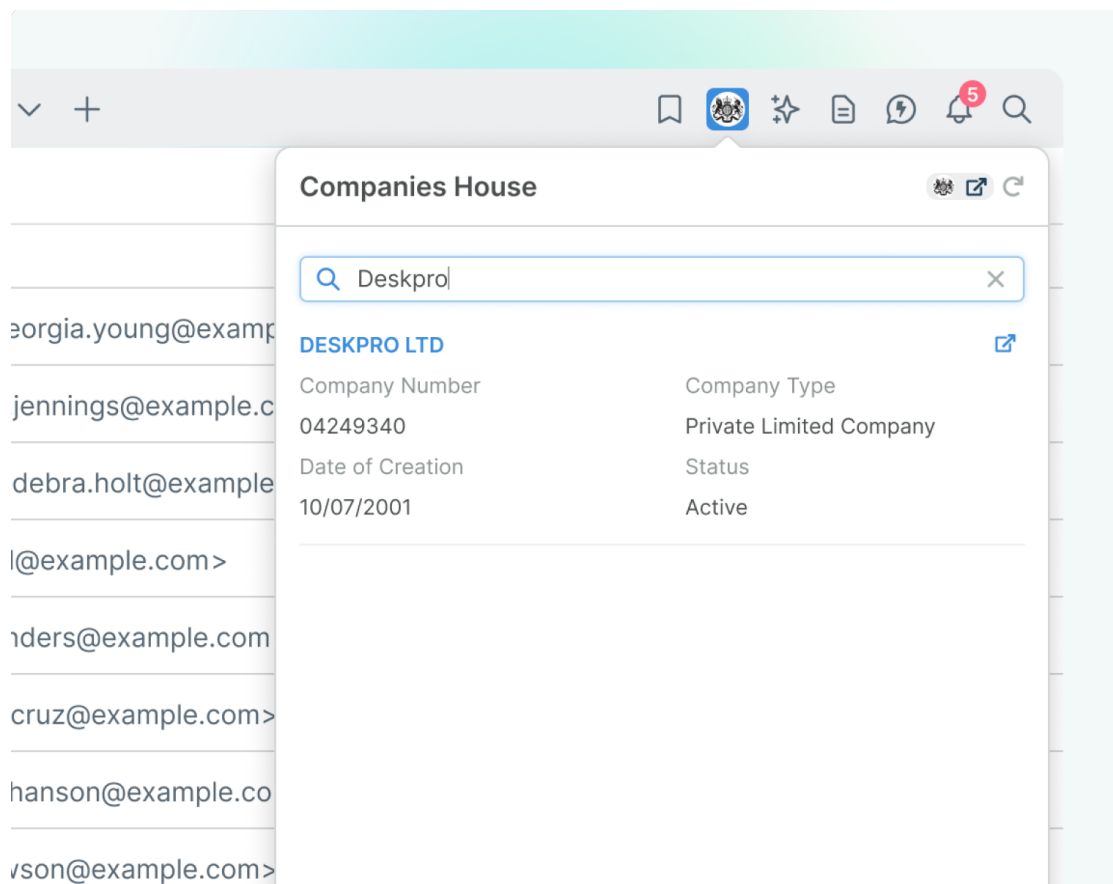 5
Companies House
Deskpro
DESKPRO LTD
Company Number Company Type
04249340 Private Limited Company
Date of Creation Status
10/07/2001 Active
eorgia.young@examp
jennings@example.c
debra.holt@example
@example.com>
nders@example.com
cruz@example.com>
hanson@example.co
wson@example.com>